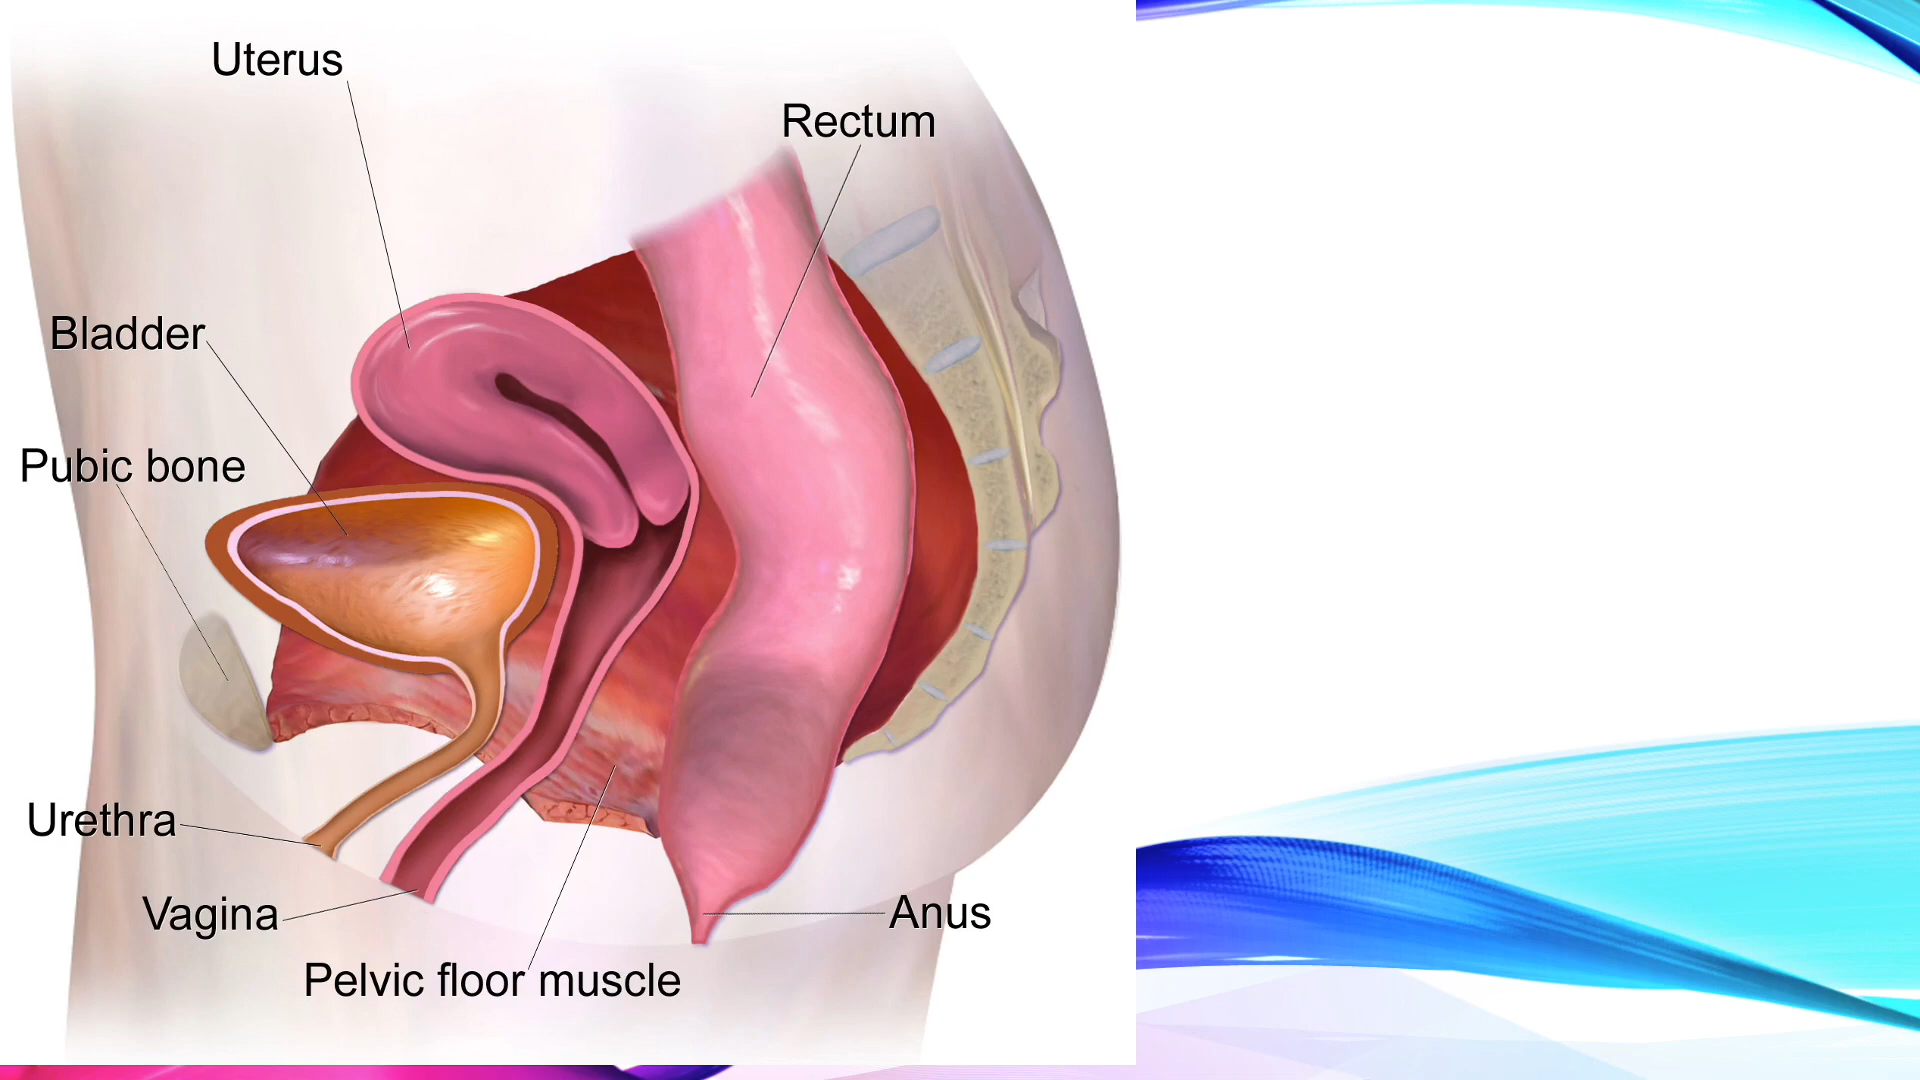 Uterus
Rectum
Bladder
Pubic bone
Urethra
Vagina
Anus
Pelvic floor muscle